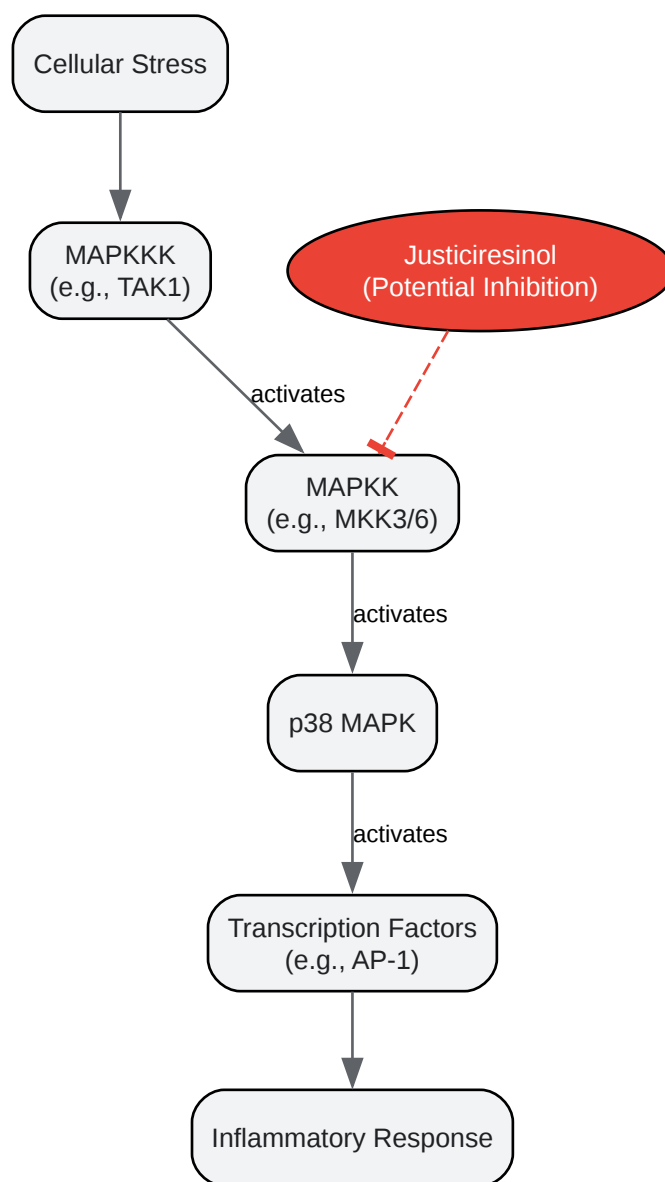 Cellular Stress
MAPKKK
(e.g., TAK1)
Justiciresinol
(Potential Inhibition)
activates
MAPKK
(e.g., MKK3/6)
activates
p38 MAPK
activates
Transcription Factors
(e.g., AP-1)
Inflammatory Response